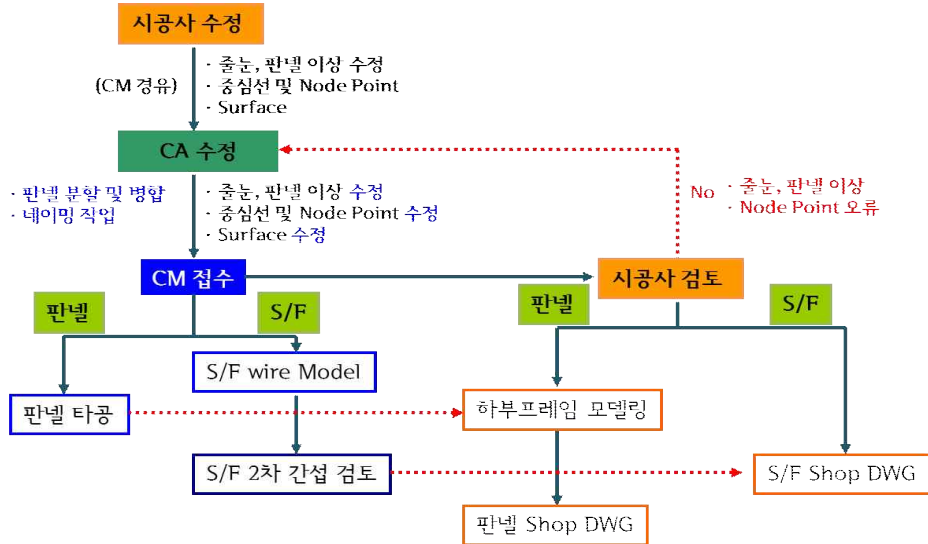 시공사 수정
(CM 경유)
· 줄눈, 판넬 이상 수정
· 중심선 및 Node Point
· Surface
CA 수정
· 판넬 분할 및 병합
· 네이밍 작업
· 줄눈, 판넬 이상 수정
· 중심선 및 Node Point 수정
· Surface 수정
No
· 줄눈, 판넬 이상
· Node Point 오류
CM 접수
시공사 검토
판넬
S/F
판넬
S/F
S/F wire Model
판넬 타공
하부프레임 모델링
S/F 2차 간섭 검토
S/F Shop DWG
판넬 Shop DWG